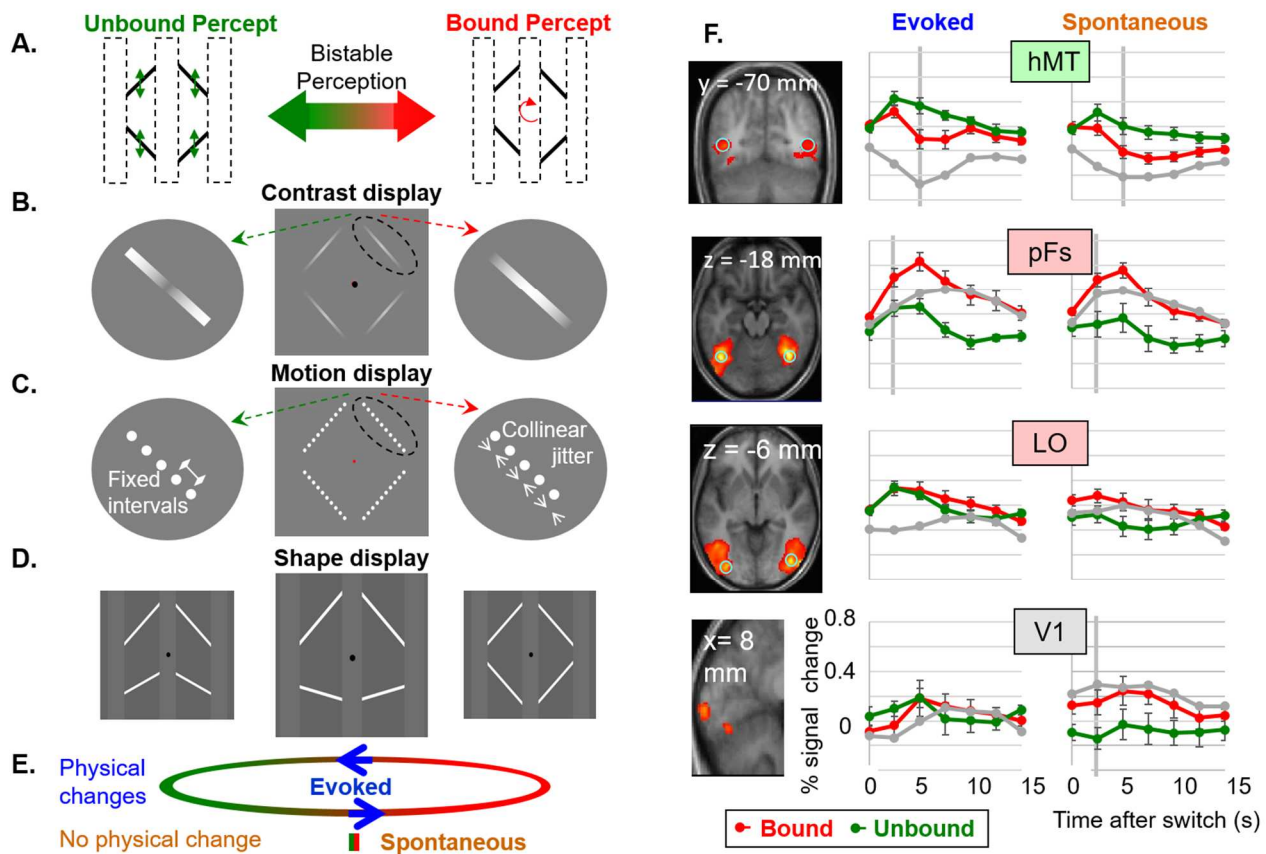 A.
Unbound Percept
Bistable
Perception
Bound Percept
B.
Contrast display
C.
Motion display
Fixed
intervals
Collinear
jitter
D.
Shape display
E.
Physical
changes
Evoked
No physical change
Spontaneous
F.
Evoked
Spontaneous
y = -70 mm
hMT
z = -18 mm
pFs
z = -6 mm
LO
x= 8
mm
V1
% signal change
0.8
0.4
0
0 5 10 15
0 5 10 15
Time after switch (s)
Bound
Unbound